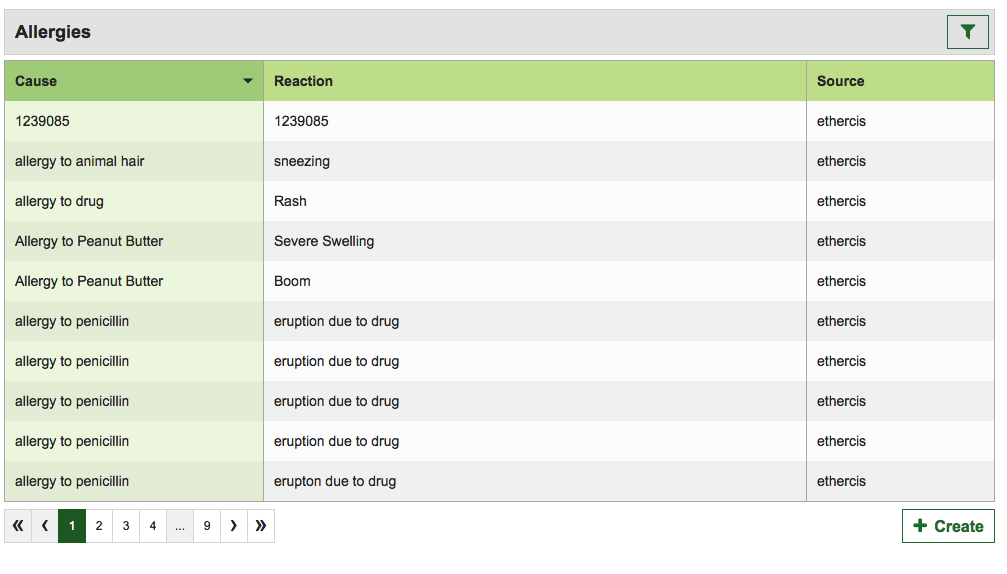 Allergies
Cause Reaction Source
1239085 1239085 ethercis
allergy to animal hair sneezing ethercis
allergy to drug Rash ethercis
Allergy to Peanut Butter Severe Swelling ethercis
Allergy to Peanut Butter Boom ethercis
allergy to penicillin eruption due to drug ethercis
allergy to penicillin eruption due to drug ethercis
allergy to penicillin eruption due to drug ethercis
allergy to penicillin eruption due to drug ethercis
allergy to penicillin erupton due to drug ethercis
« ‹ 1 2 3 4 ... 9 › » + Create